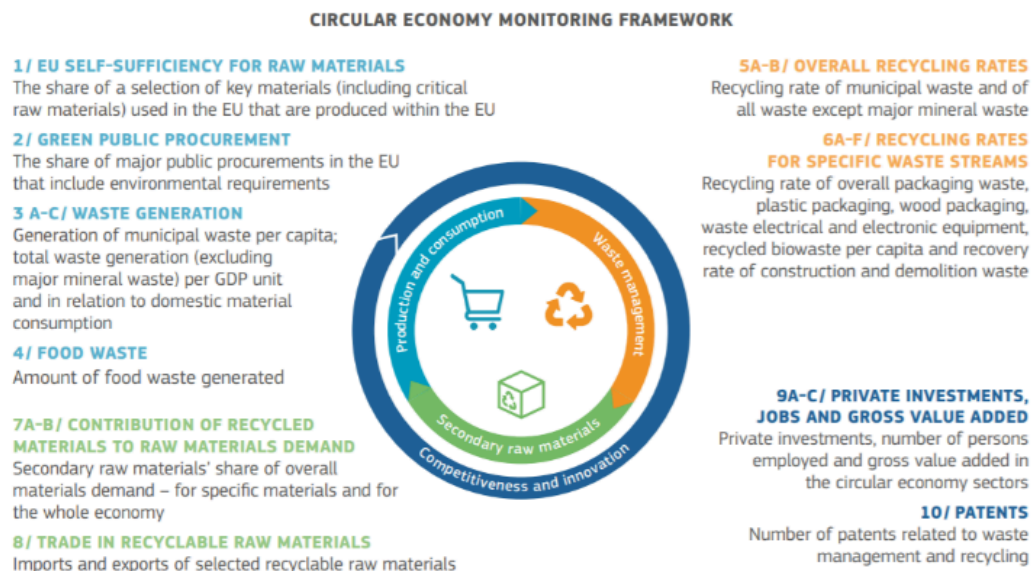 CIRCULAR ECONOMY MONITORING FRAMEWORK
1/ EU SELF-SUFFICIENCY FOR RAW MATERIALS
The share of a selection of key materials (including critical
raw materials) used in the EU that are produced within the EU
2/ GREEN PUBLIC PROCUREMENT
The share of major public procurements in the EU
that include environmental requirements
3 A-C/ WASTE GENERATION
Generation of municipal waste per capita;
total waste generation (excluding
major mineral waste) per GDP unit
and in relation to domestic material
consumption
4/ FOOD WASTE
Amount of food waste generated
7A-B/ CONTRIBUTION OF RECYCLED
MATERIALS TO RAW MATERIALS DEMAND
Secondary raw materials' share of overall
materials demand – for specific materials and for
the whole economy
8/ TRADE IN RECYCLABLE RAW MATERIALS
Imports and exports of selected recyclable raw materials
Production and consumption
Waste management
Secondary raw materials
Competitiveness and innovation
5A-B/ OVERALL RECYCLING RATES
Recycling rate of municipal waste and of
all waste except major mineral waste
6A-F/ RECYCLING RATES
FOR SPECIFIC WASTE STREAMS
Recycling rate of overall packaging waste,
plastic packaging, wood packaging,
waste electrical and electronic equipment,
recycled biowaste per capita and recovery
rate of construction and demolition waste
9A-C/ PRIVATE INVESTMENTS,
JOBS AND GROSS VALUE ADDED
Private investments, number of persons
employed and gross value added in
the circular economy sectors
10/ PATENTS
Number of patents related to waste
management and recycling